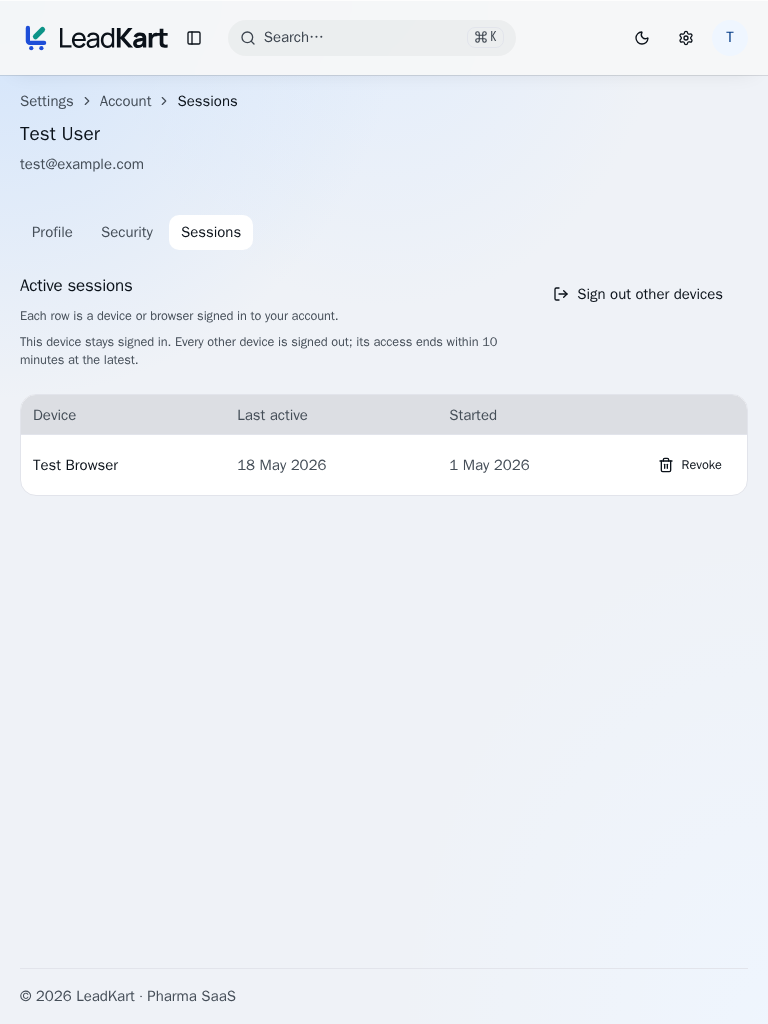 LeadKart
Search…
⌘K
T
Settings > Account > Sessions
Test User
test@example.com
Profile Security Sessions
Active sessions
Sign out other devices
Each row is a device or browser signed in to your account.
This device stays signed in. Every other device is signed out; its access ends within 10
minutes at the latest.
Device Last active Started
Test Browser 18 May 2026 1 May 2026 Revoke
© 2026 LeadKart · Pharma SaaS